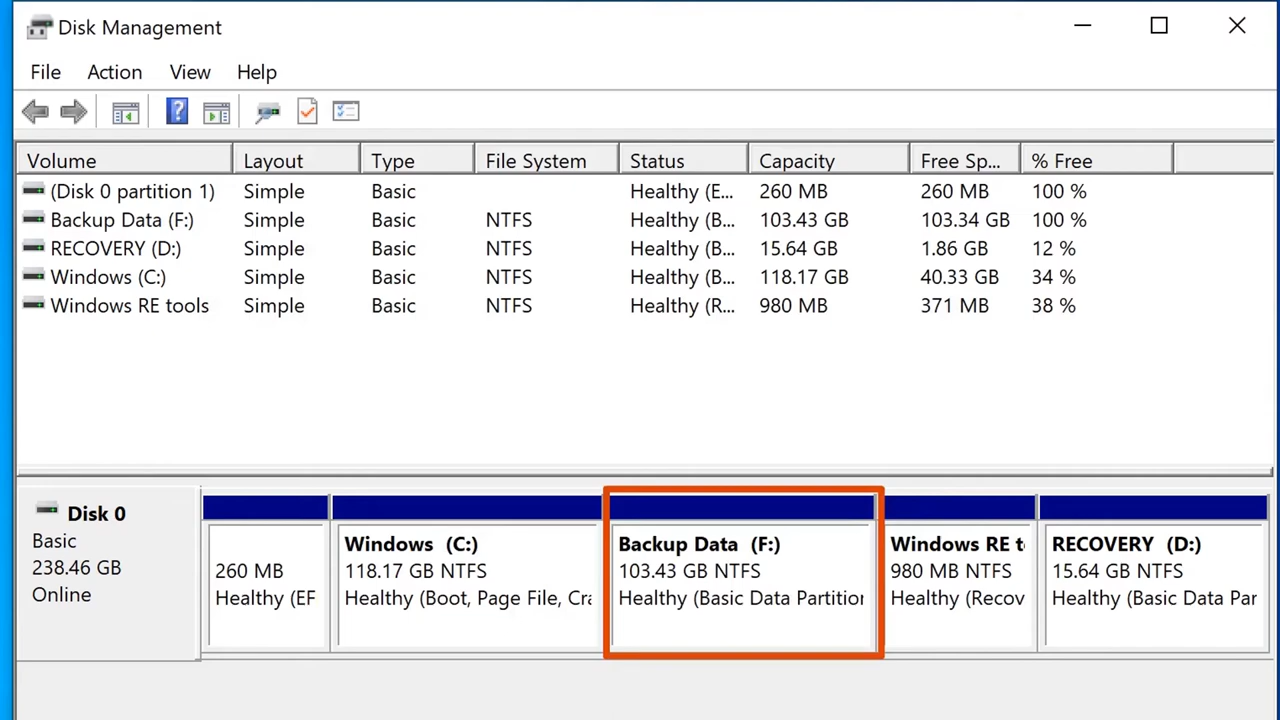 Disk Management
File Action View Help
Volume Layout Type File System Status Capacity Free Sp... % Free
(Disk 0 partition 1) Simple Basic Healthy (E... 260 MB 260 MB 100 %
Backup Data (F:) Simple Basic NTFS Healthy (B... 103.43 GB 103.34 GB 100 %
RECOVERY (D:) Simple Basic NTFS Healthy (B... 15.64 GB 1.86 GB 12 %
Windows (C:) Simple Basic NTFS Healthy (B... 118.17 GB 40.33 GB 34 %
Windows RE tools Simple Basic NTFS Healthy (R... 980 MB 371 MB 38 %
Disk 0
Basic
238.46 GB
Online
260 MB
Healthy (EF
Windows (C:)
118.17 GB NTFS
Healthy (Boot, Page File, Cra
Backup Data (F:)
103.43 GB NTFS
Healthy (Basic Data Partition
Windows RE t
980 MB NTFS
Healthy (Recov
RECOVERY (D:)
15.64 GB NTFS
Healthy (Basic Data Par